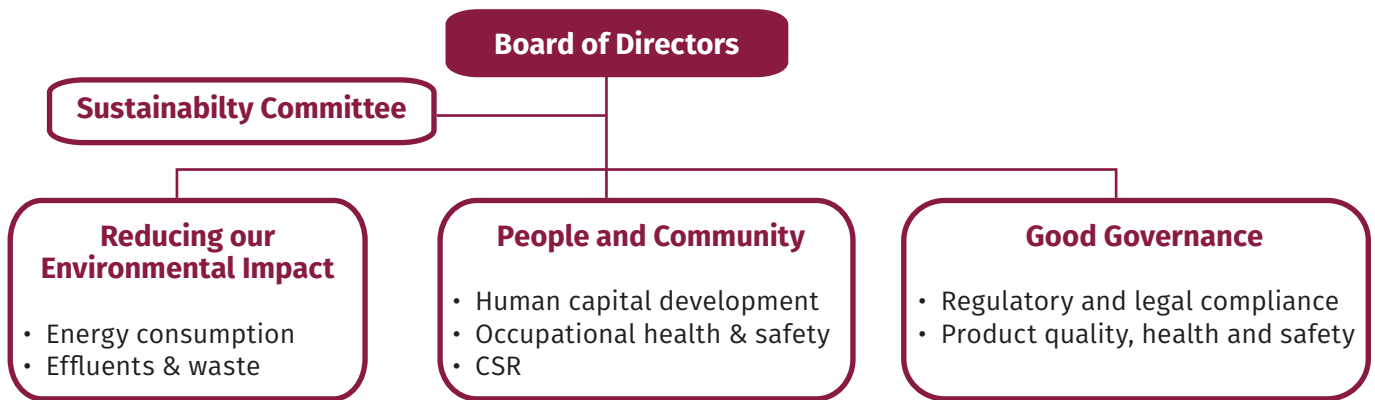 Board of Directors
Sustainabilty Committee
Reducing our
Environmental Impact
• Energy consumption
• Effluents & waste
People and Community
• Human capital development
• Occupational health & safety
• CSR
Good Governance
• Regulatory and legal compliance
• Product quality, health and safety